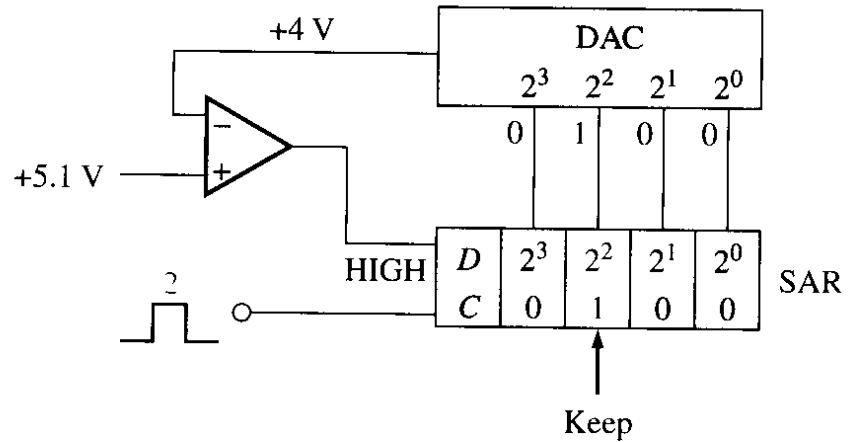 +4 V
DAC
2³ 2² 2¹ 2⁰
0 1 0 0
−
+
+5.1 V
HIGH
D 2³ 2² 2¹ 2⁰
C 0 1 0 0
SAR
2
Keep